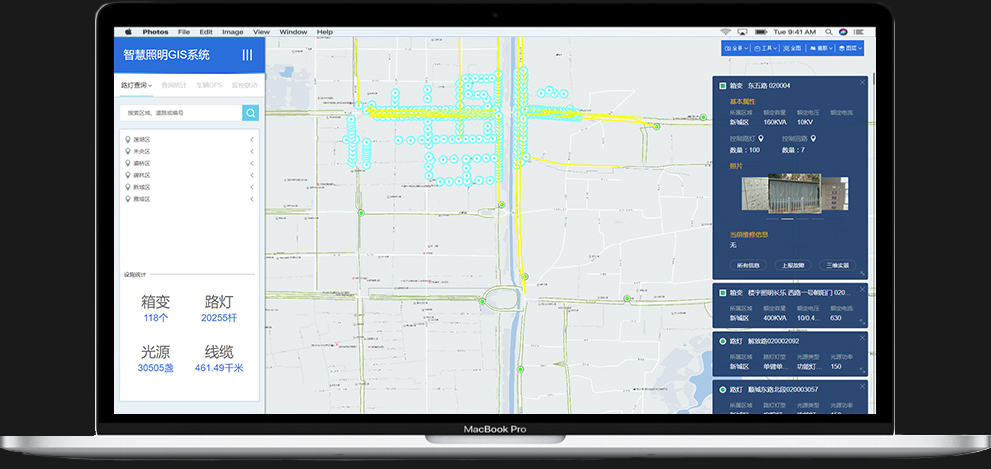 Photos File Edit Image View Window Help
Tue 9:41 AM
智慧照明GIS系统
路灯查询 查询统计 车辆GPS 监控联动
搜索区域、道路或编号
莲湖区
未央区
灞桥区
碑林区
新城区
雁塔区
设施统计
箱变 路灯
118个 20255杆
光源 线缆
30505盏 461.49千米
全景 工具 全图 图层
箱变 东五路 020004
基本属性
所属区域 额定容量 额定电压 额定电流
新城区 160KVA 10KV
控制路灯 控制回路
数量：100 数量：7
照片
当前维修信息
无
所有信息 上报故障 三维实景
箱变 楼宇照明长乐 西路一号朝阳门 020...
所属区域 额定容量 额定电压 额定电流
新城区 400KVA 10/0.4... 630
路灯 解放路020002092
所属区域 路灯灯型 光源类型 光源功率
新城区 单臂单... 功能灯... 150
路灯 顺城东路北段020003057
所属区域 路灯灯型 光源类型 光源功率
MacBook Pro